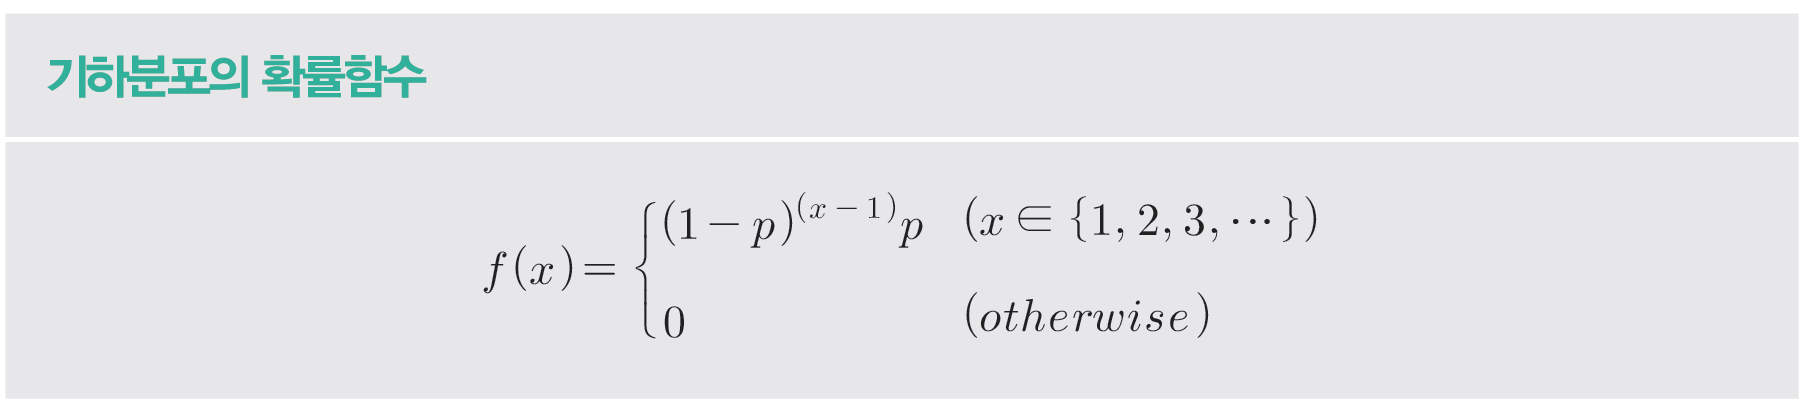 기하분포의 확률함수
f(x) = { (1 − p)^(x − 1) p (x ∈ {1, 2, 3, ⋯})
0 (otherwise)